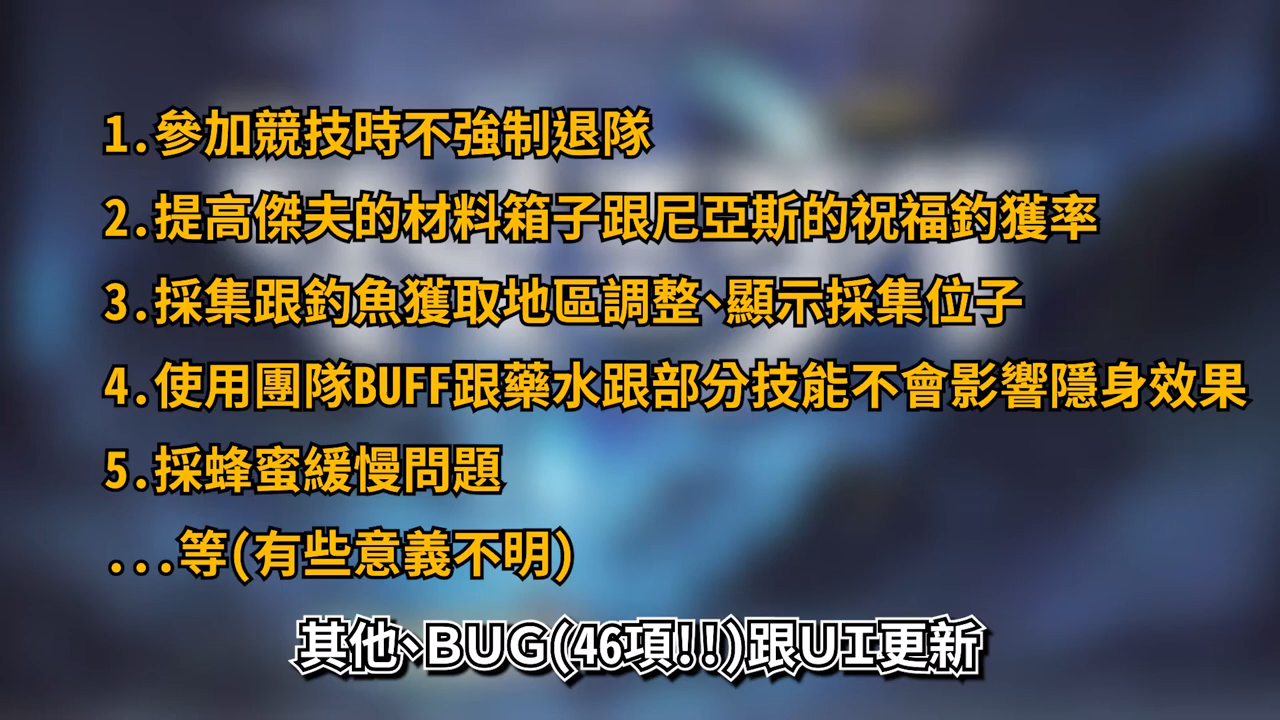 1.參加競技時不強制退隊
2.提高傑夫的材料箱子跟尼亞斯的祝福釣獲率
3.採集跟釣魚獲取地區調整、顯示採集位子
4.使用團隊BUFF跟藥水跟部分技能不會影響隱身效果
5.採蜂蜜緩慢問題
...等(有些意義不明)
其他、BUG(46項!!)跟UI更新